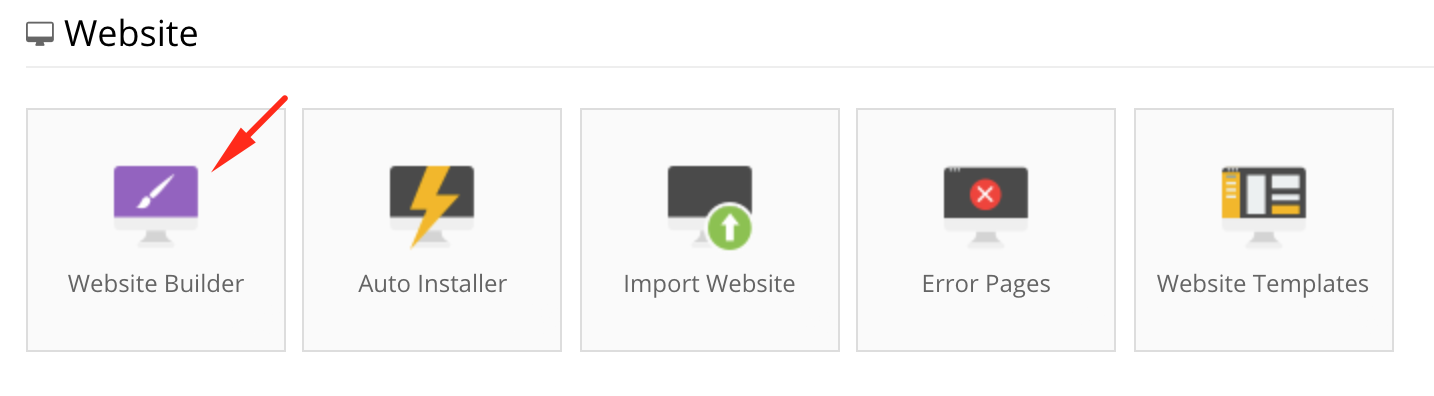 Website
Website Builder
Auto Installer
Import Website
Error Pages
Website Templates